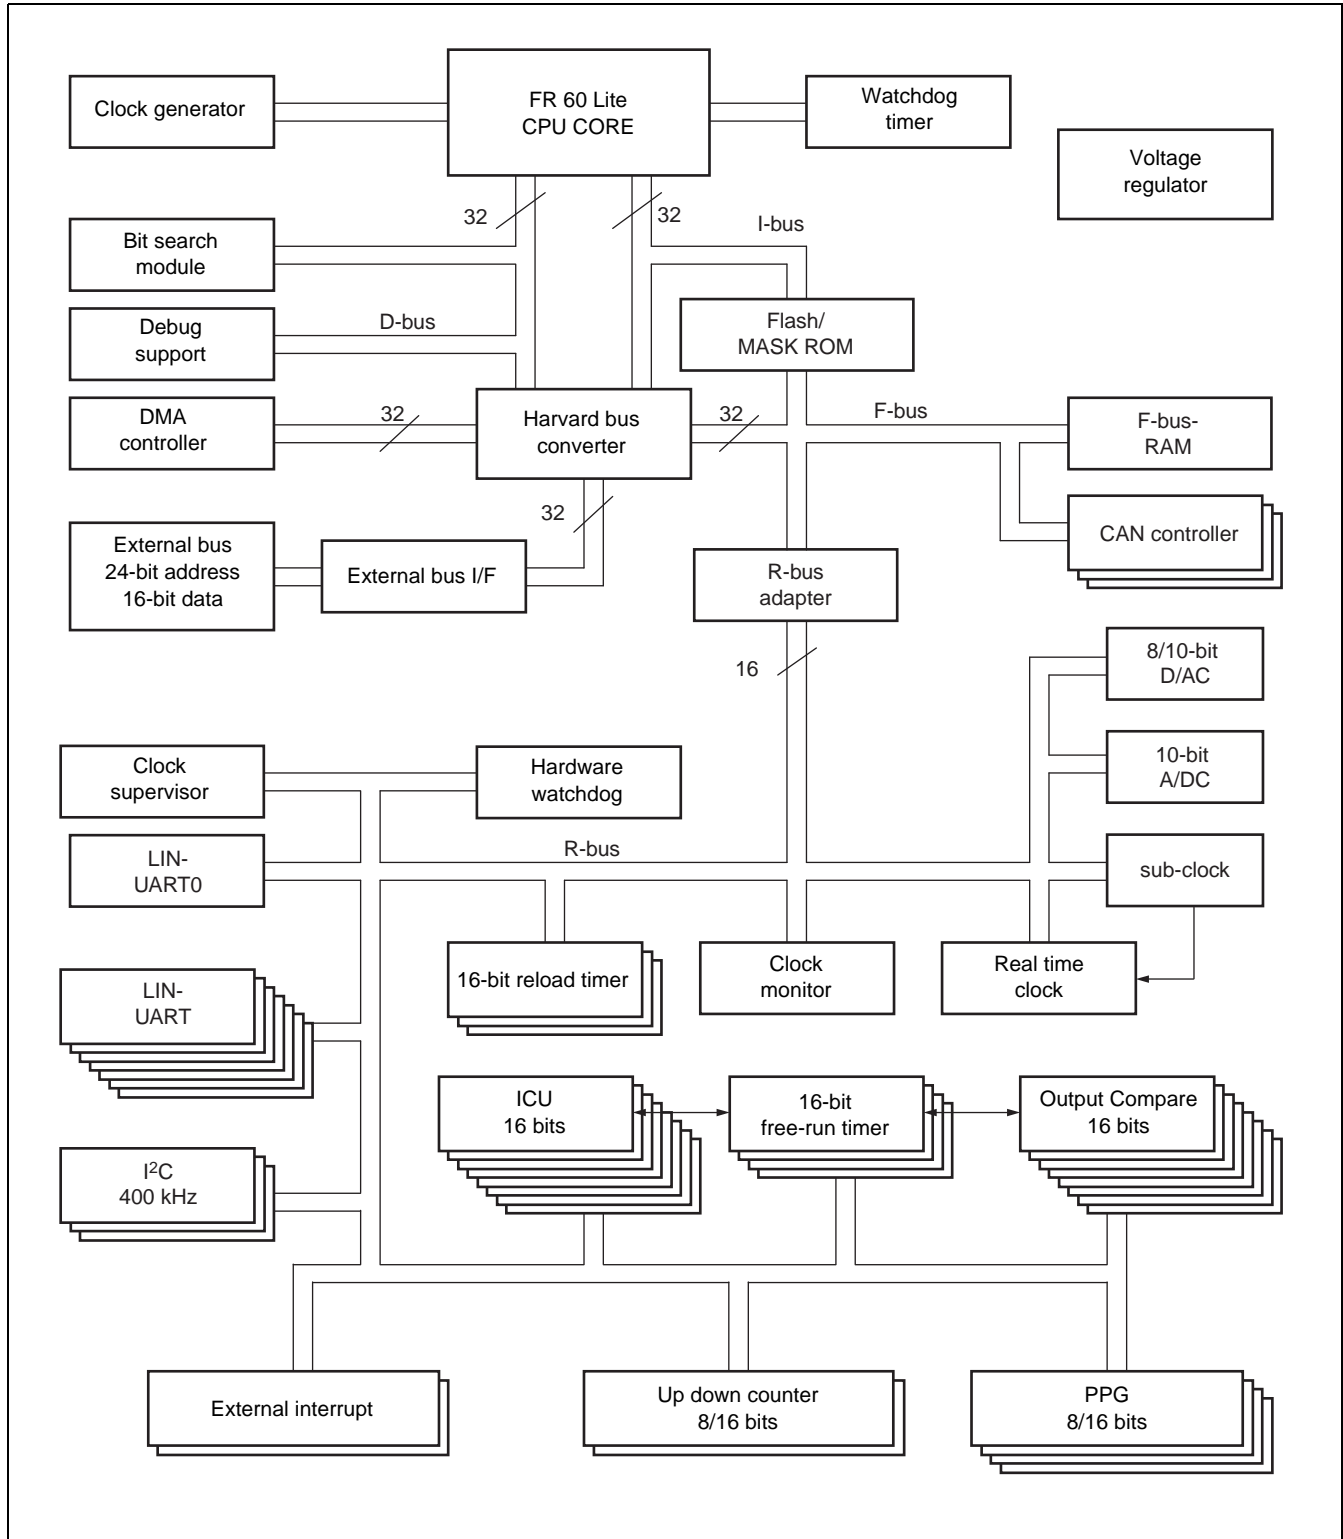 Clock generator
FR 60 Lite
CPU CORE
Watchdog
timer
Voltage
regulator
32
32
I-bus
Bit search
module
D-bus
Debug
support
Flash/
MASK ROM
DMA
controller
32
Harvard bus
converter
32
F-bus
F-bus-
RAM
32
External bus
24-bit address
16-bit data
External bus I/F
CAN controller
R-bus
adapter
16
8/10-bit
D/AC
Clock
supervisor
Hardware
watchdog
10-bit
A/DC
LIN-
UART0
R-bus
sub-clock
LIN-
UART
16-bit reload timer
Clock
monitor
Real time
clock
ICU
16 bits
16-bit
free-run timer
Output Compare
16 bits
I²C
400 kHz
External interrupt
Up down counter
8/16 bits
PPG
8/16 bits